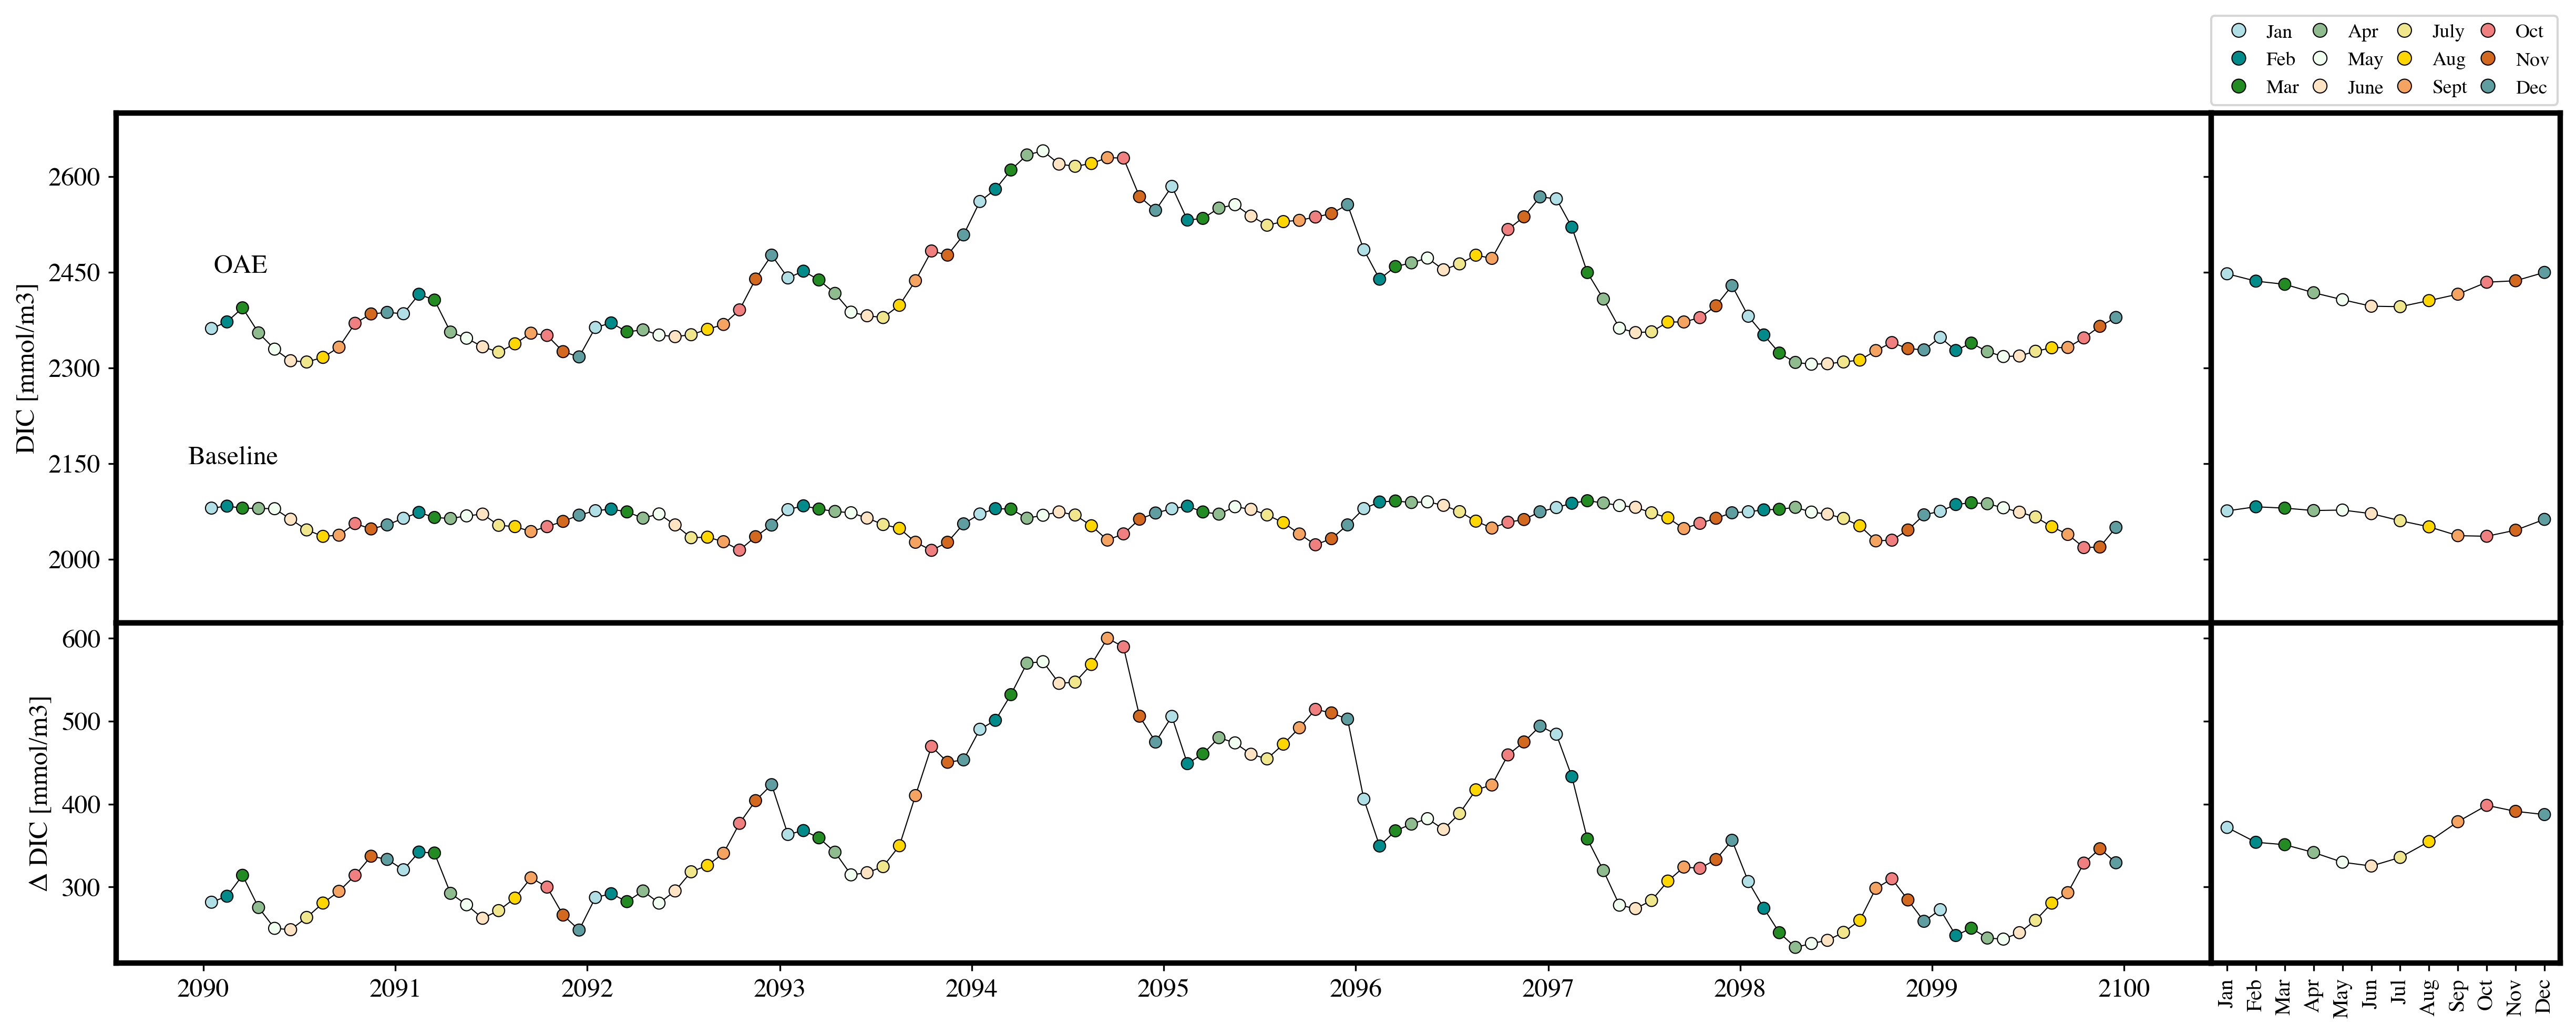 Jan Apr July Oct
Feb May Aug Nov
Mar June Sept Dec
DIC [mmol/m3]
2600
2450
2300
2150
2000
OAE
Baseline
Δ DIC [mmol/m3]
600
500
400
300
2090 2091 2092 2093 2094 2095 2096 2097 2098 2099 2100
Jan Feb Mar Apr May Jun Jul Aug Sep Oct Nov Dec